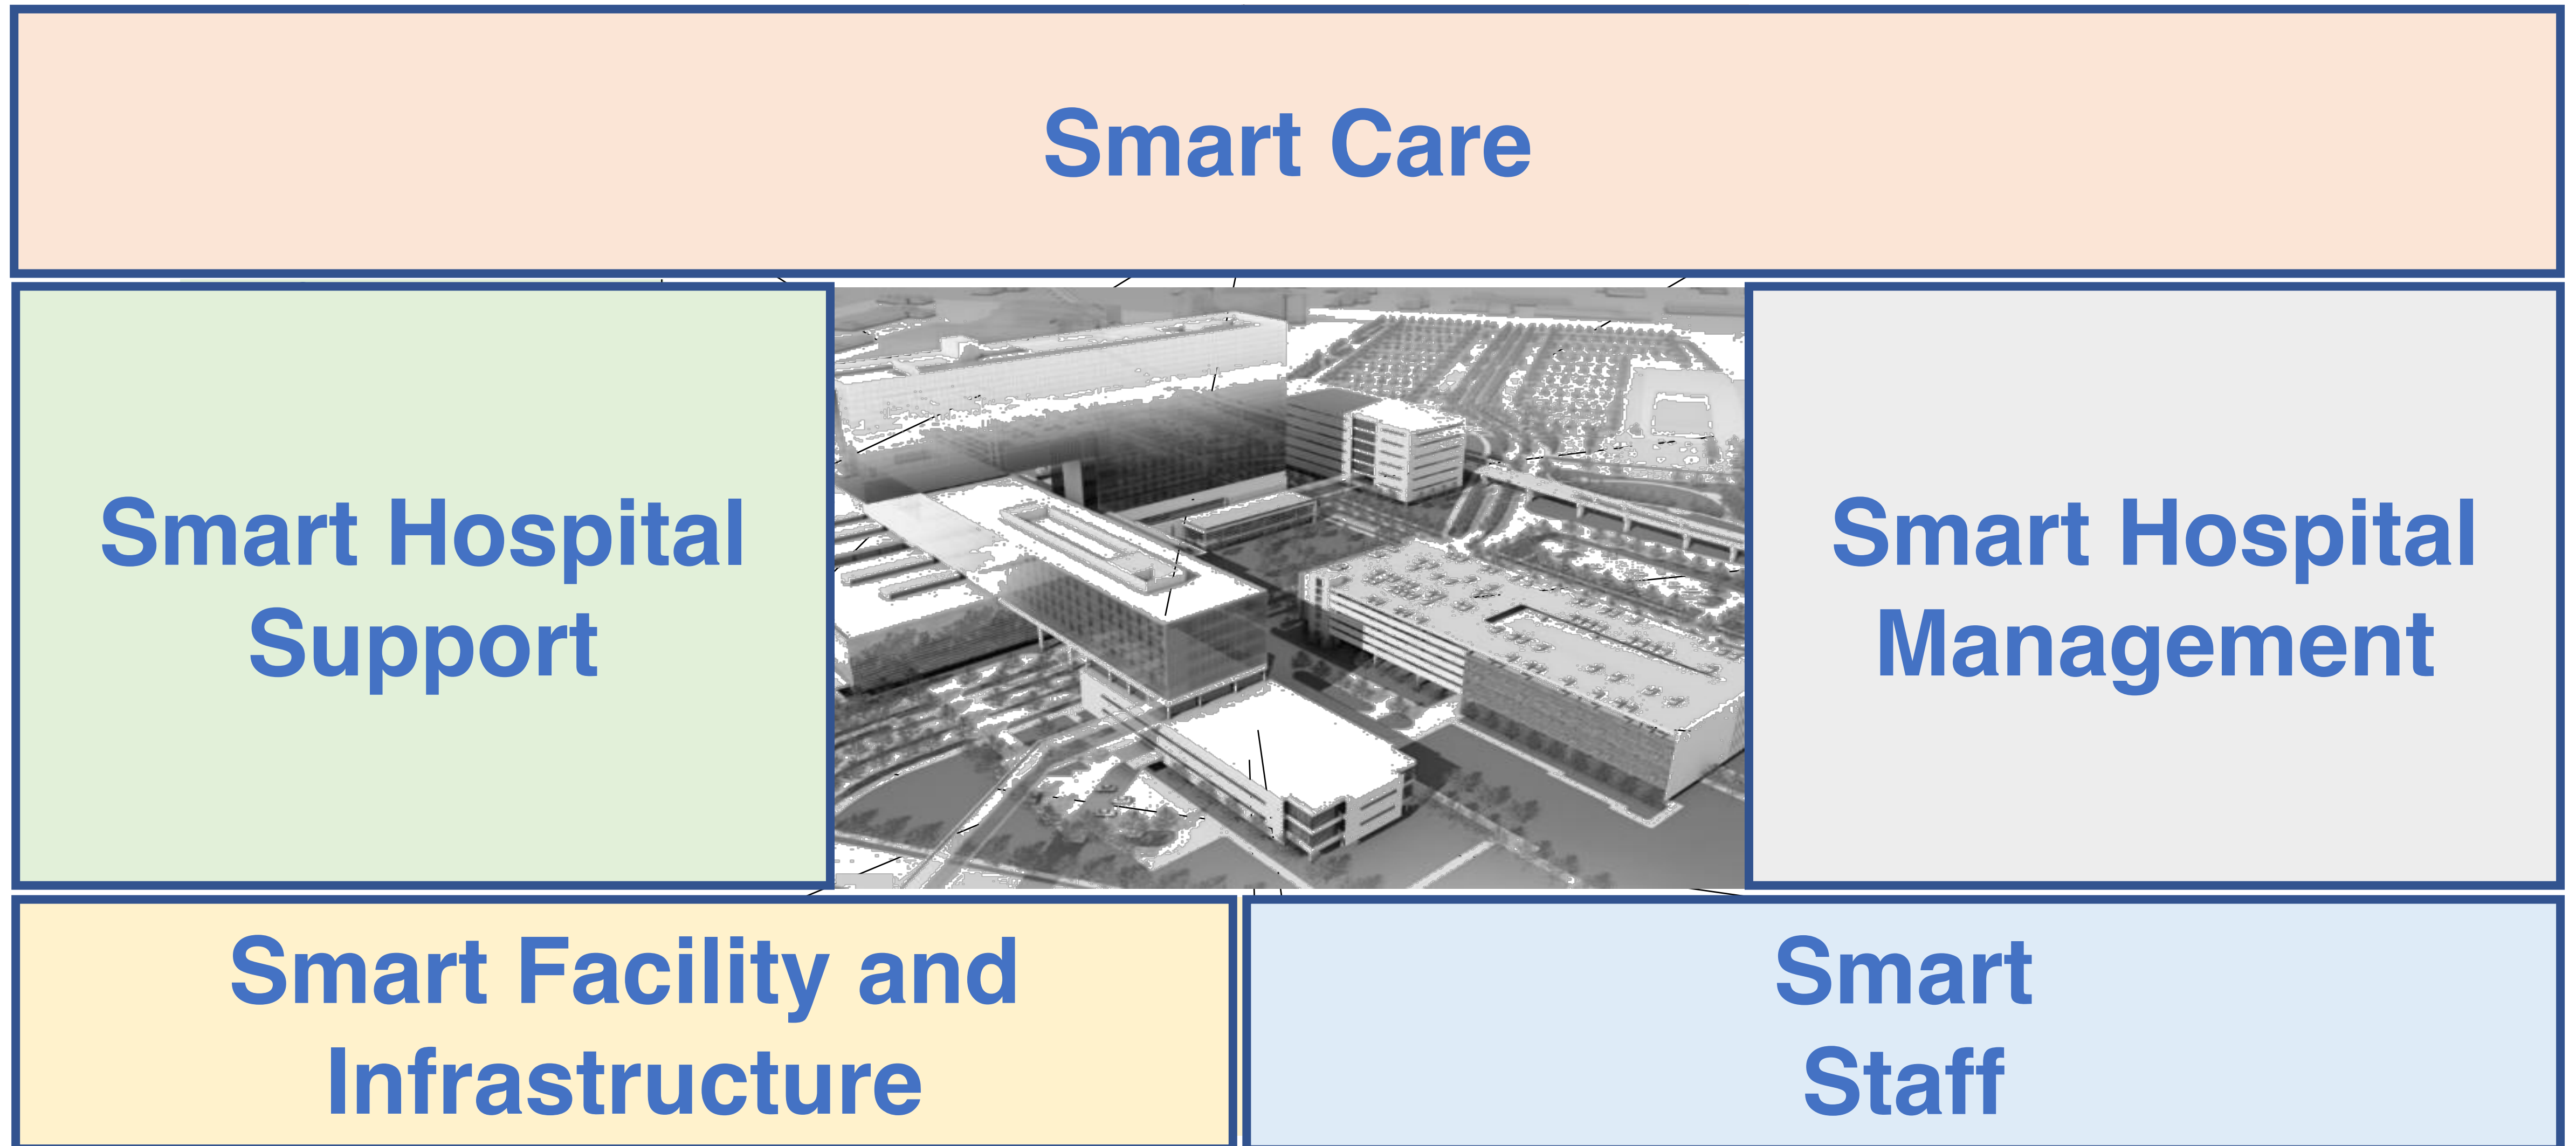 Smart Care
Smart Hospital
Support
Smart Hospital
Management
Smart Facility and
Infrastructure
Smart
Staff